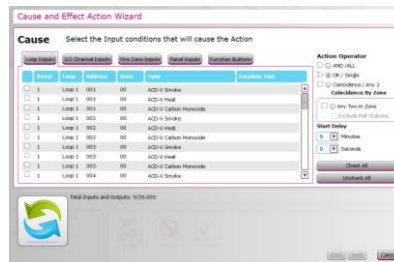 Cause and Effect Action Wizard
Cause Select the Input conditions that will cause the Action
Loop Inputs I/O Channel Inputs Fire Zone Inputs Panel Inputs Function Buttons
Panel Loop Address Zone Type Location Text
1 Loop 1 001 00 ACD-V Smoke
1 Loop 1 001 00 ACD-V Heat
1 Loop 1 001 00 ACD-V Carbon Monoxide
1 Loop 1 002 00 ACD-V Smoke
1 Loop 1 002 00 ACD-V Heat
1 Loop 1 002 00 ACD-V Carbon Monoxide
1 Loop 1 003 00 ACD-V Smoke
1 Loop 1 003 00 ACD-V Heat
1 Loop 1 003 00 ACD-V Carbon Monoxide
1 Loop 1 004 00 ACD-V Smoke
Action Operator
AND /ALL
OR / Single
Coincidence / Any 2
Coincidence By Zone
Any Two in Zone
Exclude Pull Stations
Start Delay
0 Minutes
0 Seconds
Check All
Uncheck All
Total Inputs and Outputs: 0/50,000